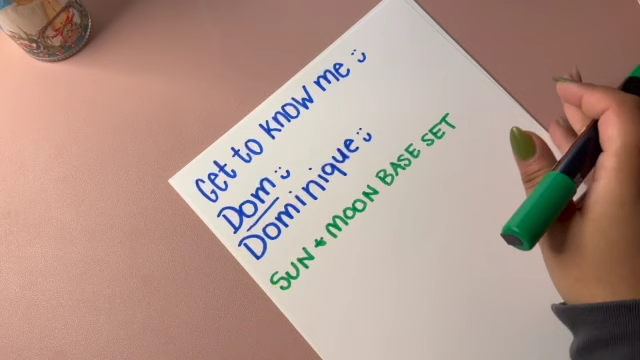 Get to know me :)
Dom :)
Dominique :)
SUN & MOON BASE SET